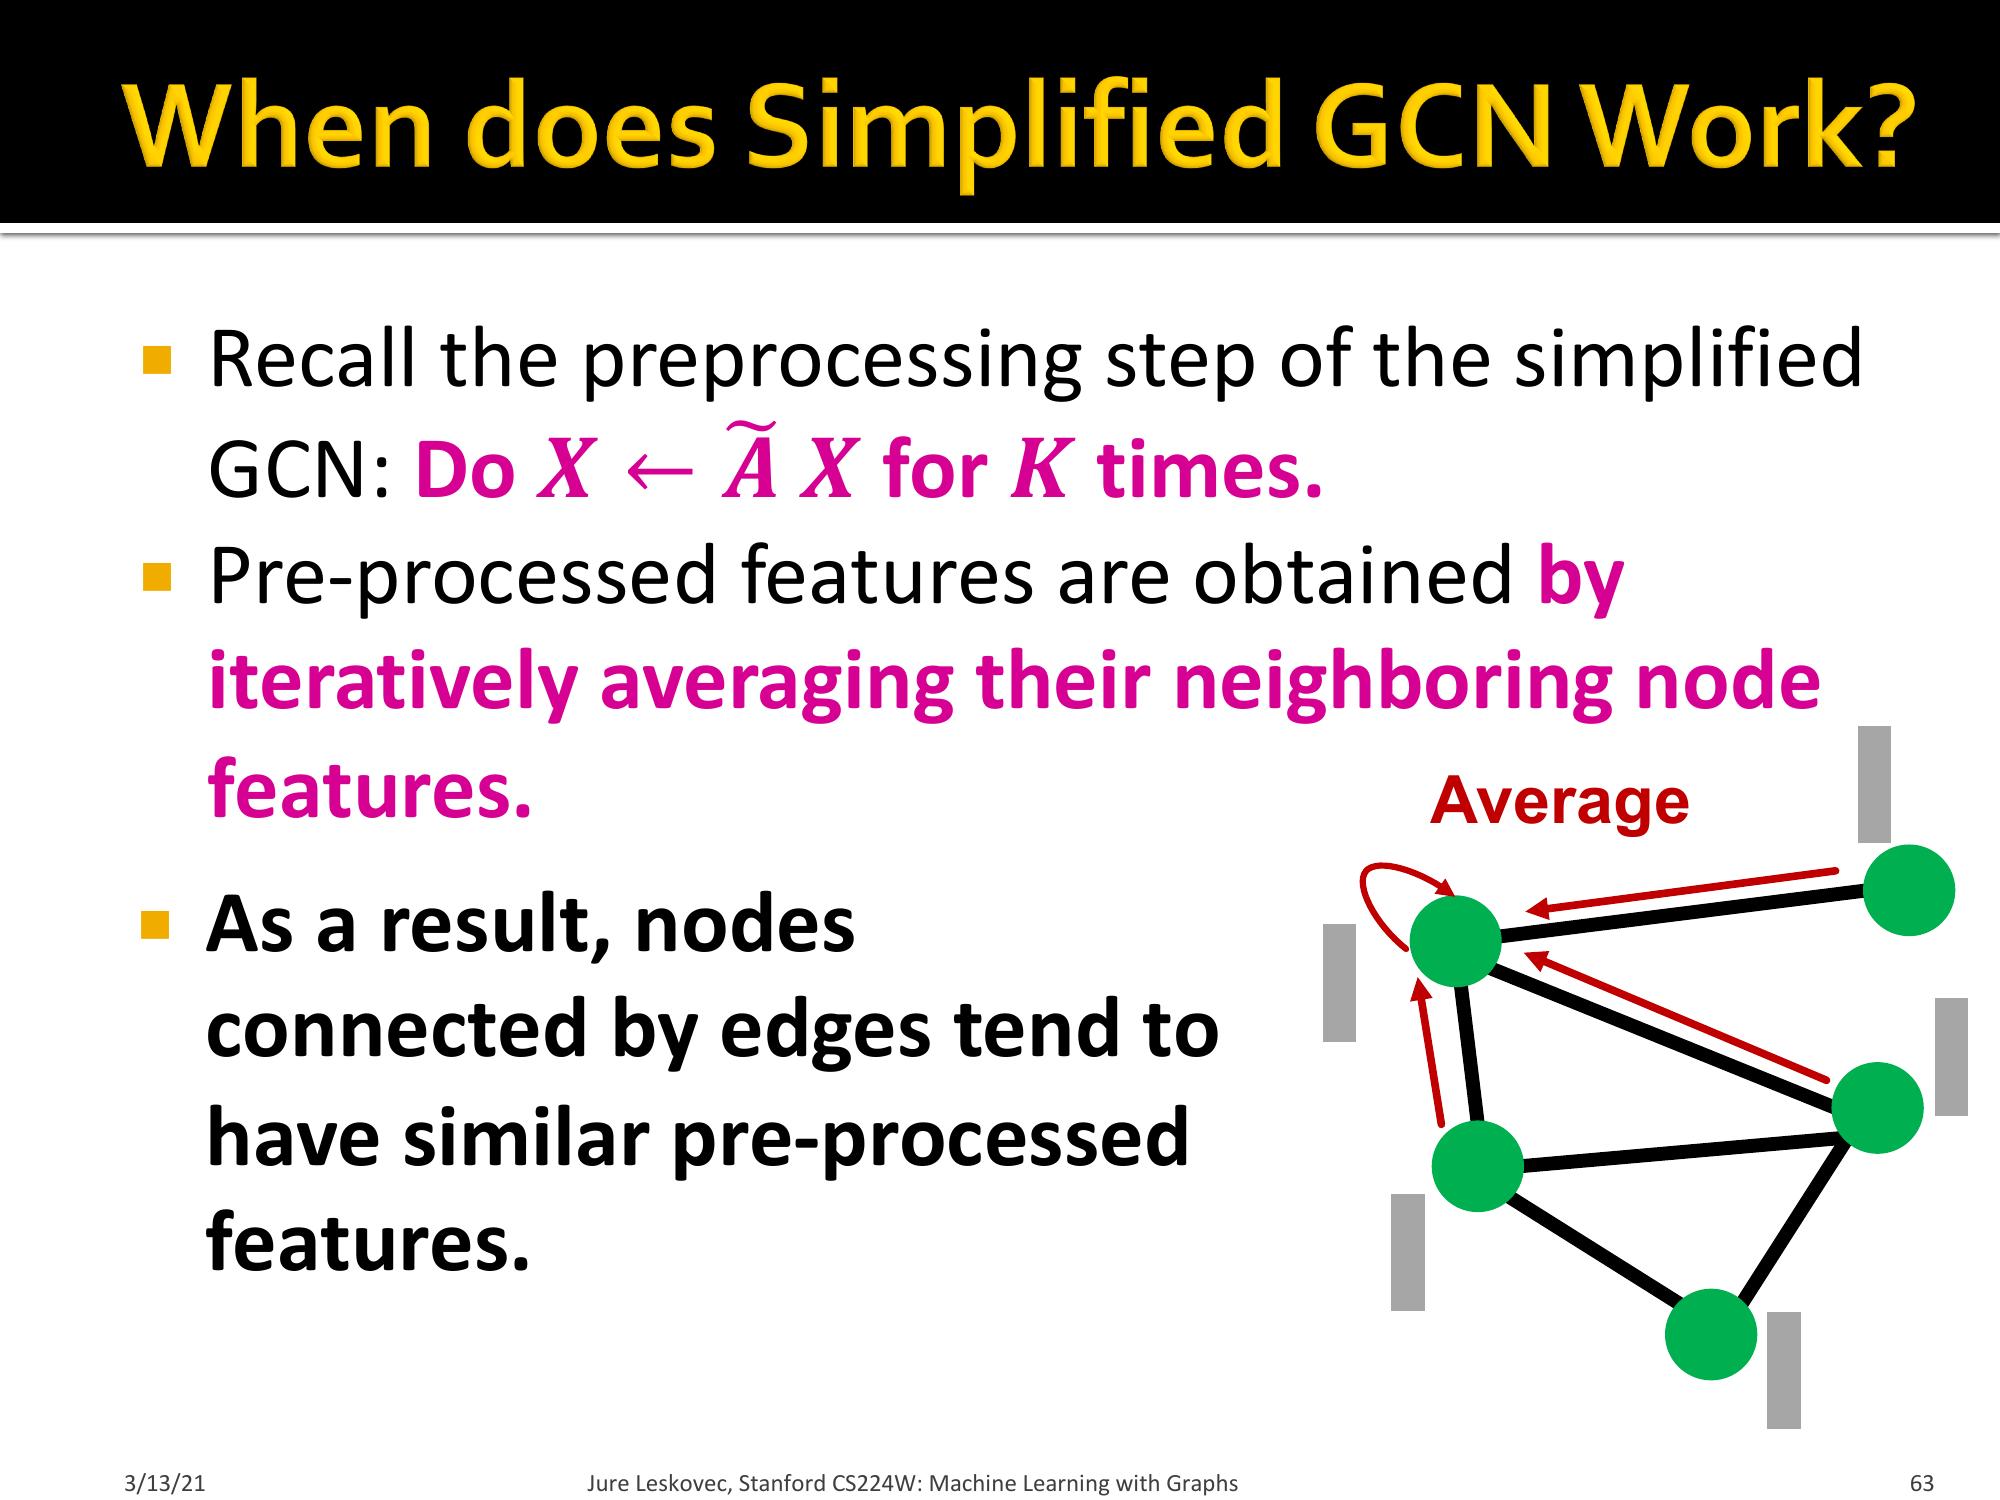 When does Simplified GCN Work?
Recall the preprocessing step of the simplified
GCN: Do X ← Ã X for K times.
Pre-processed features are obtained by
iteratively averaging their neighboring node
features.
Average
As a result, nodes
connected by edges tend to
have similar pre-processed
features.
3/13/21
Jure Leskovec, Stanford CS224W: Machine Learning with Graphs
63